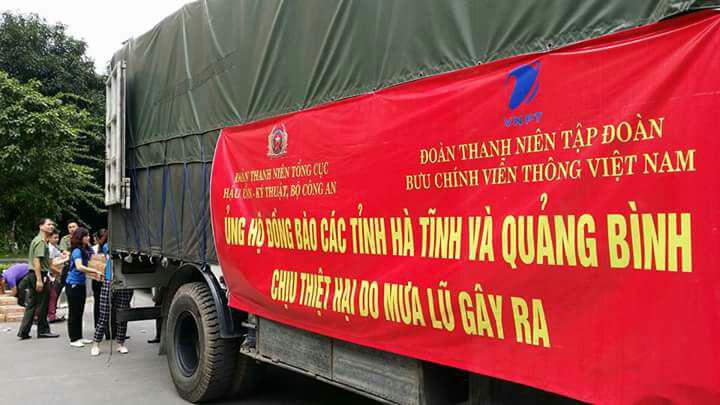 VNPT
ĐOÀN THANH NIÊN TỔNG CỤC
HẬU CẦN - KỸ THUẬT, BỘ CÔNG AN
ĐOÀN THANH NIÊN TẬP ĐOÀN
BƯU CHÍNH VIỄN THÔNG VIỆT NAM
ỦNG HỘ ĐỒNG BÀO CÁC TỈNH HÀ TĨNH VÀ QUẢNG BÌNH
CHỊU THIỆT HẠI DO MƯA LŨ GÂY RA